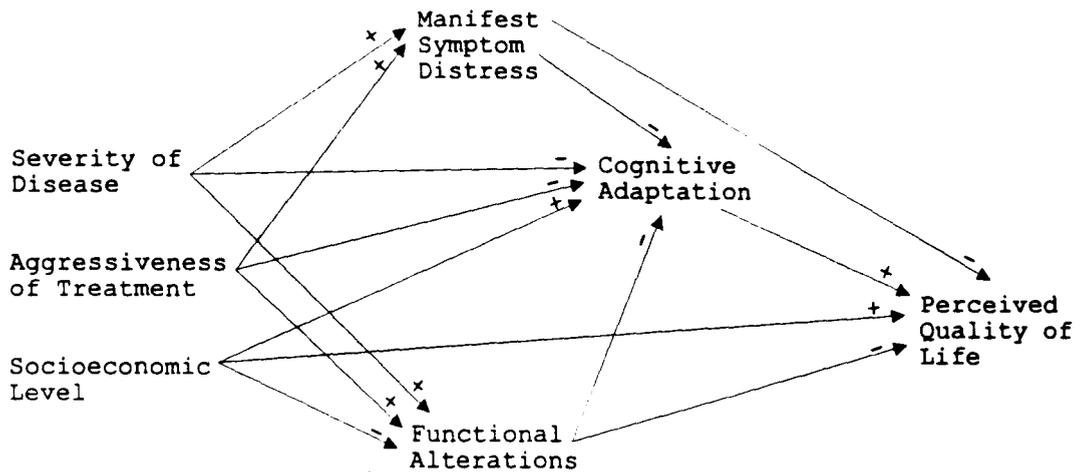 Manifest
Symptom
Distress
Severity of
Disease
Cognitive
Adaptation
Aggressiveness
of Treatment
Perceived
Quality of
Life
Socioeconomic
Level
Functional
Alterations
+
+
-
-
+
-
-
+
+
-
-
+
+
-